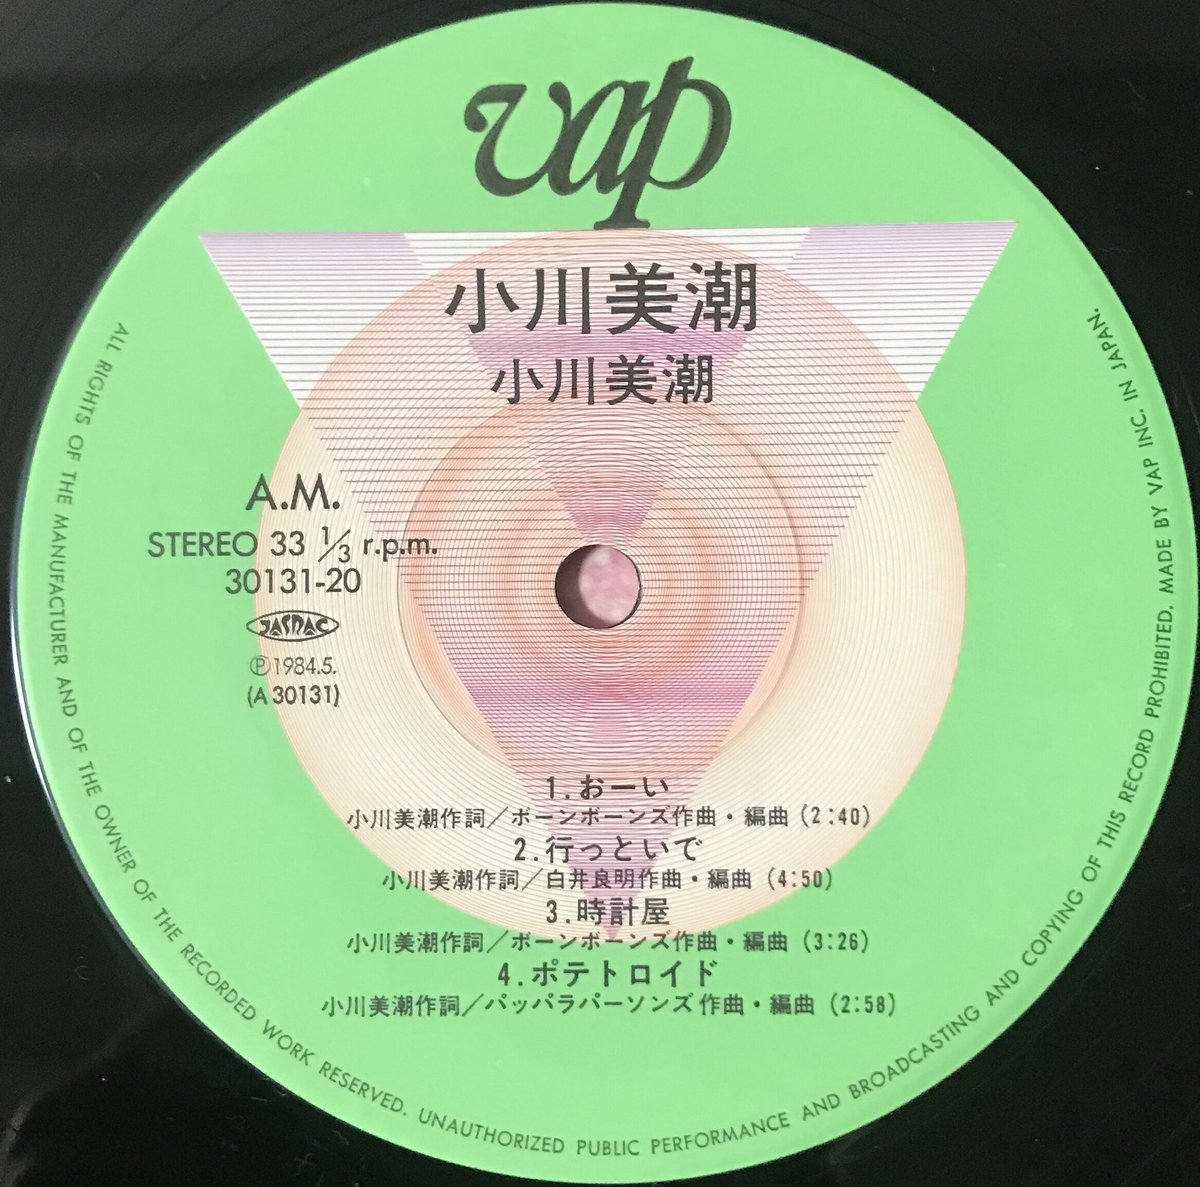 vap
小川美潮
小川美潮
A.M.
STEREO 33 1/3 r.p.m.
30131-20
JASRAC
Ⓟ1984.5.
(A 30131)
1.おーい
小川美潮作詞／ボーンボーンズ作曲・編曲（2:40）
2.行っといで
小川美潮作詞／白井良明作曲・編曲（4:50）
3.時計屋
小川美潮作詞／ボーンボーンズ作曲・編曲（3:26）
4.ポテトロイド
小川美潮作詞／パッパラパーソンズ作曲・編曲（2:58）
ALL RIGHTS OF THE MANUFACTURER AND OF THE OWNER OF THE RECORDED WORK RESERVED. UNAUTHORIZED PUBLIC PERFORMANCE AND BROADCASTING AND COPYING OF THIS RECORD PROHIBITED. MADE BY VAP INC. IN JAPAN.